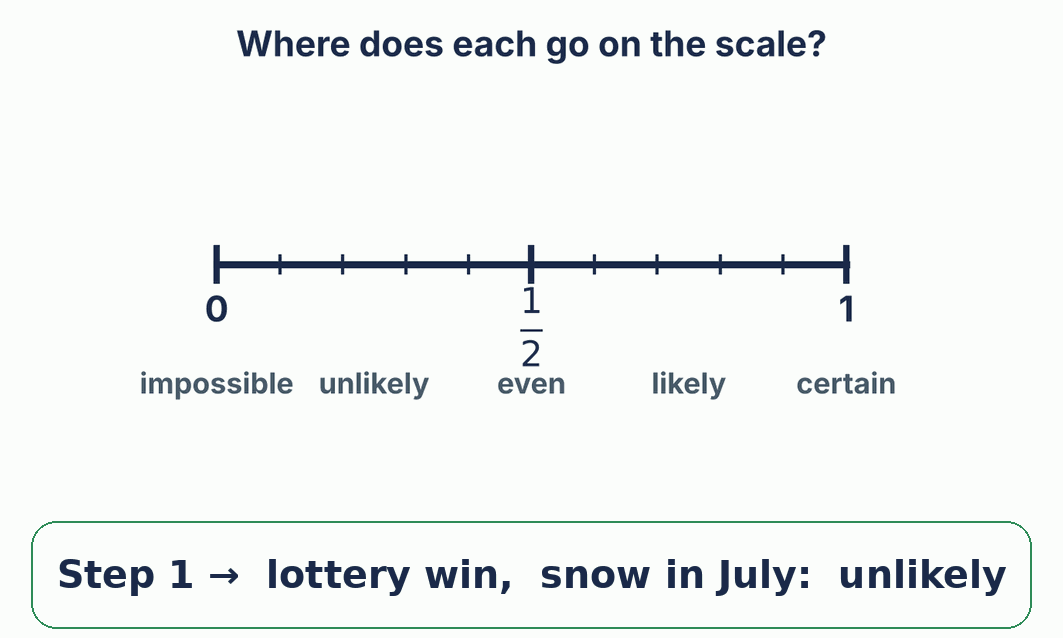 Where does each go on the scale?
0 1/2 1
impossible unlikely even likely certain
Step 1 → lottery win, snow in July: unlikely